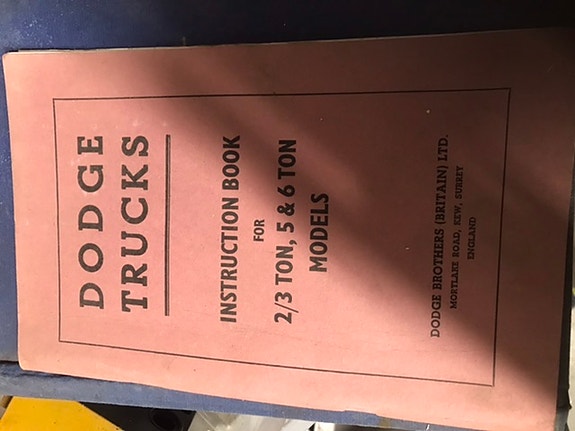 DODGE
TRUCKS
INSTRUCTION BOOK
FOR
2/3 TON, 5 & 6 TON
MODELS
DODGE BROTHERS (BRITAIN) LTD.
MORTLAKE ROAD, KEW, SURREY
ENGLAND